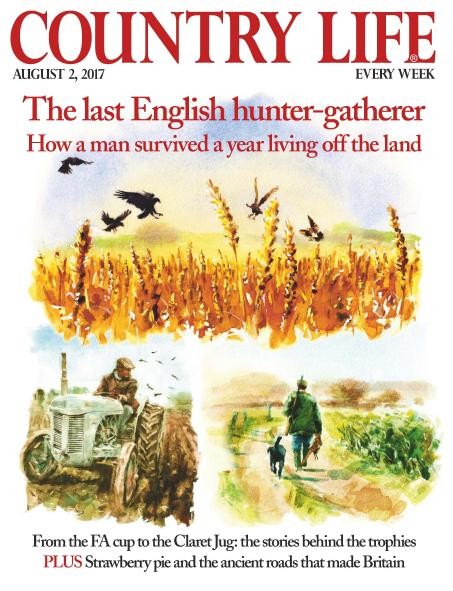 COUNTRY LIFE®
AUGUST 2, 2017 EVERY WEEK
The last English hunter-gatherer
How a man survived a year living off the land
From the FA cup to the Claret Jug: the stories behind the trophies
PLUS Strawberry pie and the ancient roads that made Britain